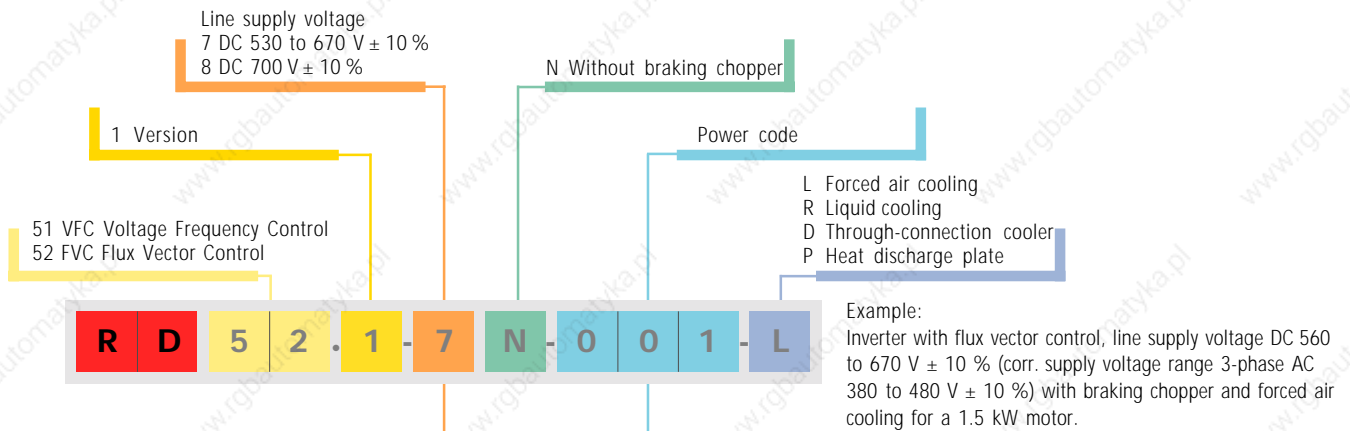 Line supply voltage
7 DC 530 to 670 V ± 10 %
8 DC 700 V ± 10 %
N Without braking chopper
1 Version
Power code
L Forced air cooling
R Liquid cooling
D Through-connection cooler
P Heat discharge plate
51 VFC Voltage Frequency Control
52 FVC Flux Vector Control
R D 5 2 . 1 - 7 N - 0 0 1 - L
Example:
Inverter with flux vector control, line supply voltage DC 560
to 670 V ± 10 % (corr. supply voltage range 3-phase AC
380 to 480 V ± 10 %) with braking chopper and forced air
cooling for a 1.5 kW motor.
www.rgbautomatyka.pl